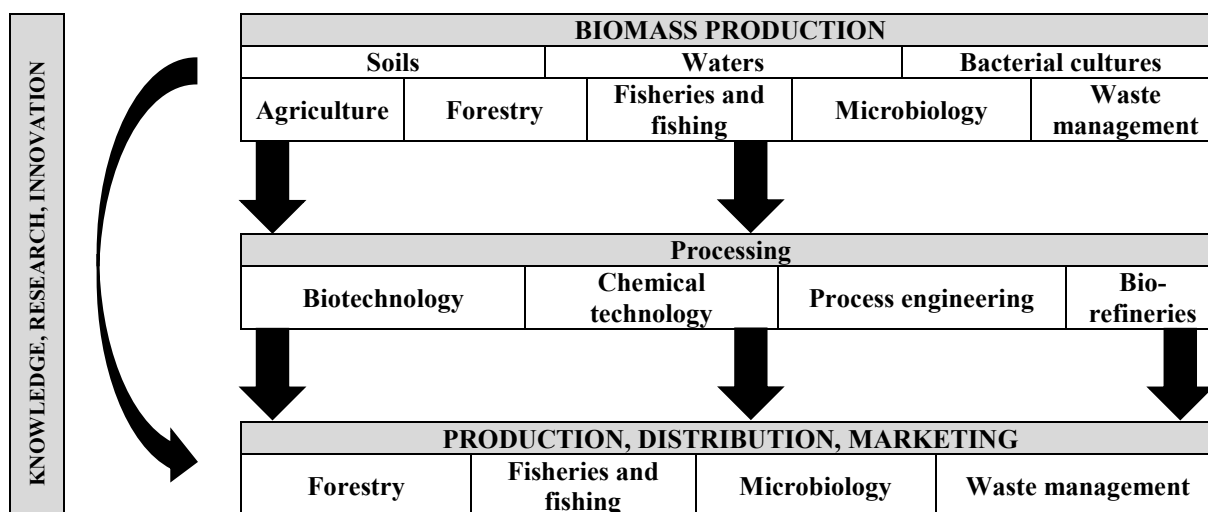 KNOWLEDGE, RESEARCH, INNOVATION
BIOMASS PRODUCTION
Soils
Waters
Bacterial cultures
Agriculture
Forestry
Fisheries and
fishing
Microbiology
Waste
management
Processing
Biotechnology
Chemical
technology
Process engineering
Bio-
refineries
PRODUCTION, DISTRIBUTION, MARKETING
Forestry
Fisheries and
fishing
Microbiology
Waste management